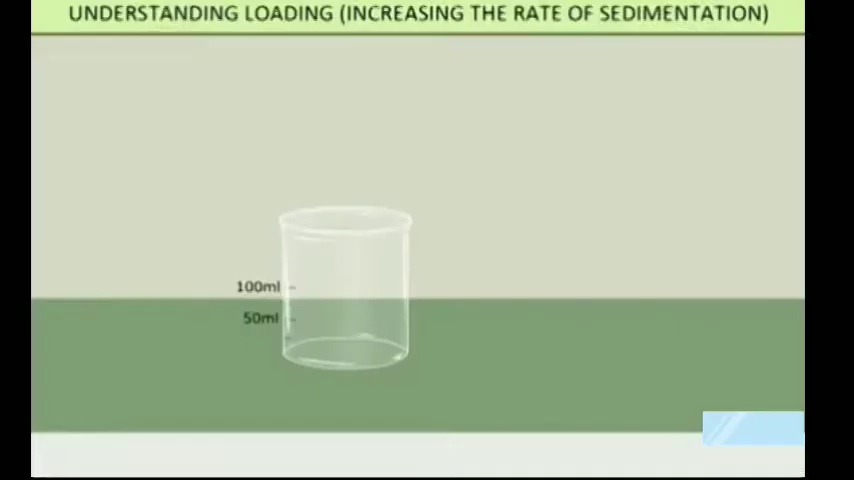 UNDERSTANDING LOADING (INCREASING THE RATE OF SEDIMENTATION)
100ml
50ml